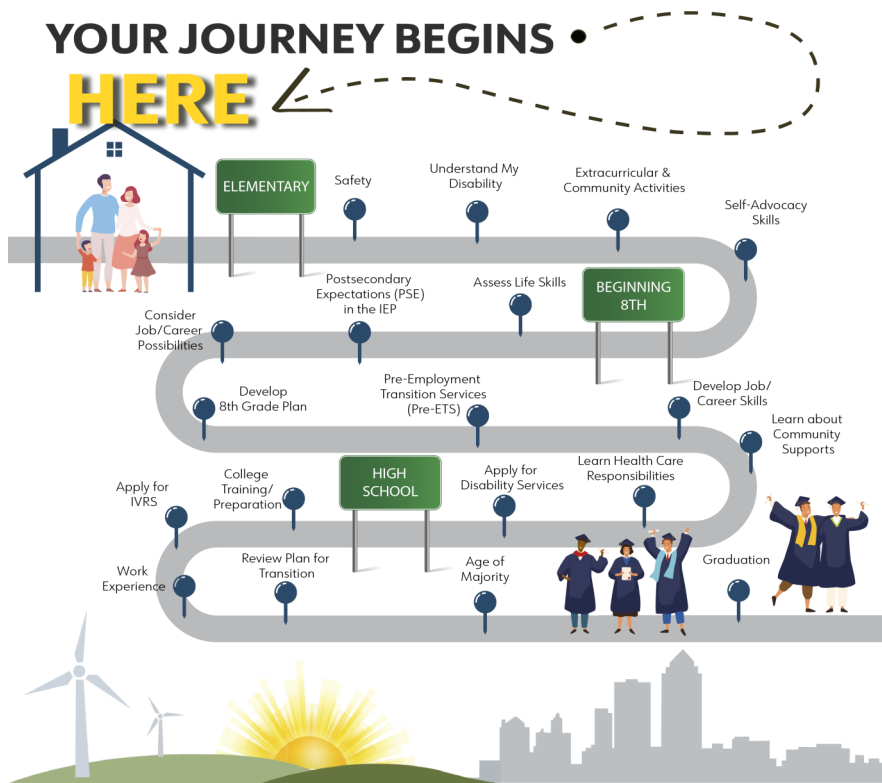 YOUR JOURNEY BEGINS
HERE
ELEMENTARY
Safety
Understand My
Disability
Extracurricular &
Community Activities
Self-Advocacy
Skills
BEGINNING
8TH
Assess Life Skills
Postsecondary
Expectations (PSE)
in the IEP
Consider
Job/Career
Possibilities
Develop
8th Grade Plan
Pre-Employment
Transition Services
(Pre-ETS)
Develop Job/
Career Skills
Learn about
Community
Supports
Learn Health Care
Responsibilities
Apply for
Disability Services
HIGH
SCHOOL
College
Training/
Preparation
Apply for
IVRS
Work
Experience
Review Plan for
Transition
Age of
Majority
Graduation